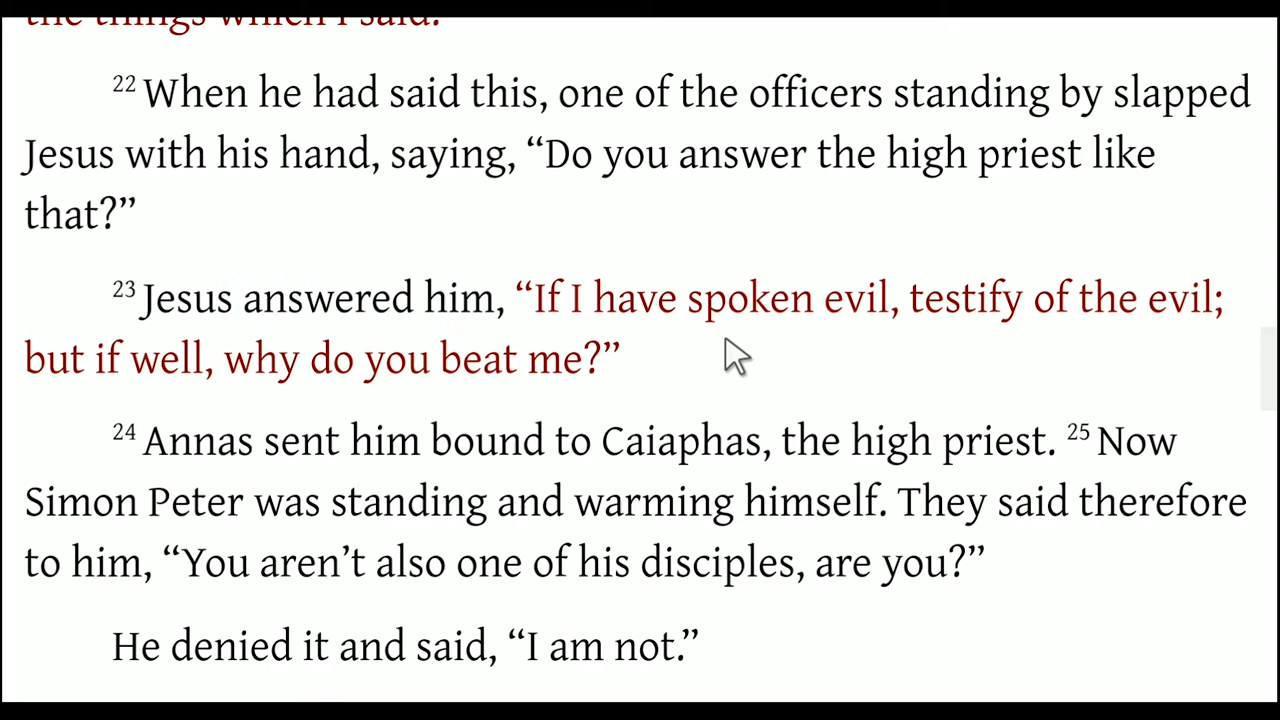 the things which I said.
22 When he had said this, one of the officers standing by slapped
Jesus with his hand, saying, “Do you answer the high priest like
that?”
23 Jesus answered him, “If I have spoken evil, testify of the evil;
but if well, why do you beat me?”
24 Annas sent him bound to Caiaphas, the high priest. 25 Now
Simon Peter was standing and warming himself. They said therefore
to him, “You aren’t also one of his disciples, are you?”
He denied it and said, “I am not.”